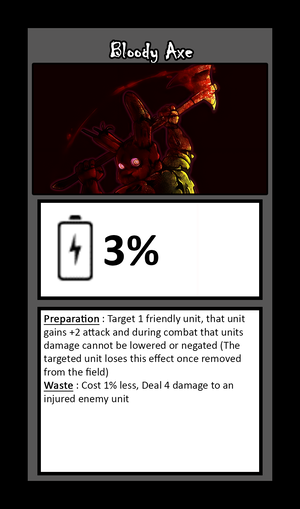 Bloody Axe
3%
Preparation : Target 1 friendly unit, that unit
gains +2 attack and during combat that units
damage cannot be lowered or negated (The
targeted unit loses this effect once removed
from the field)
Waste : Cost 1% less, Deal 4 damage to an
injured enemy unit